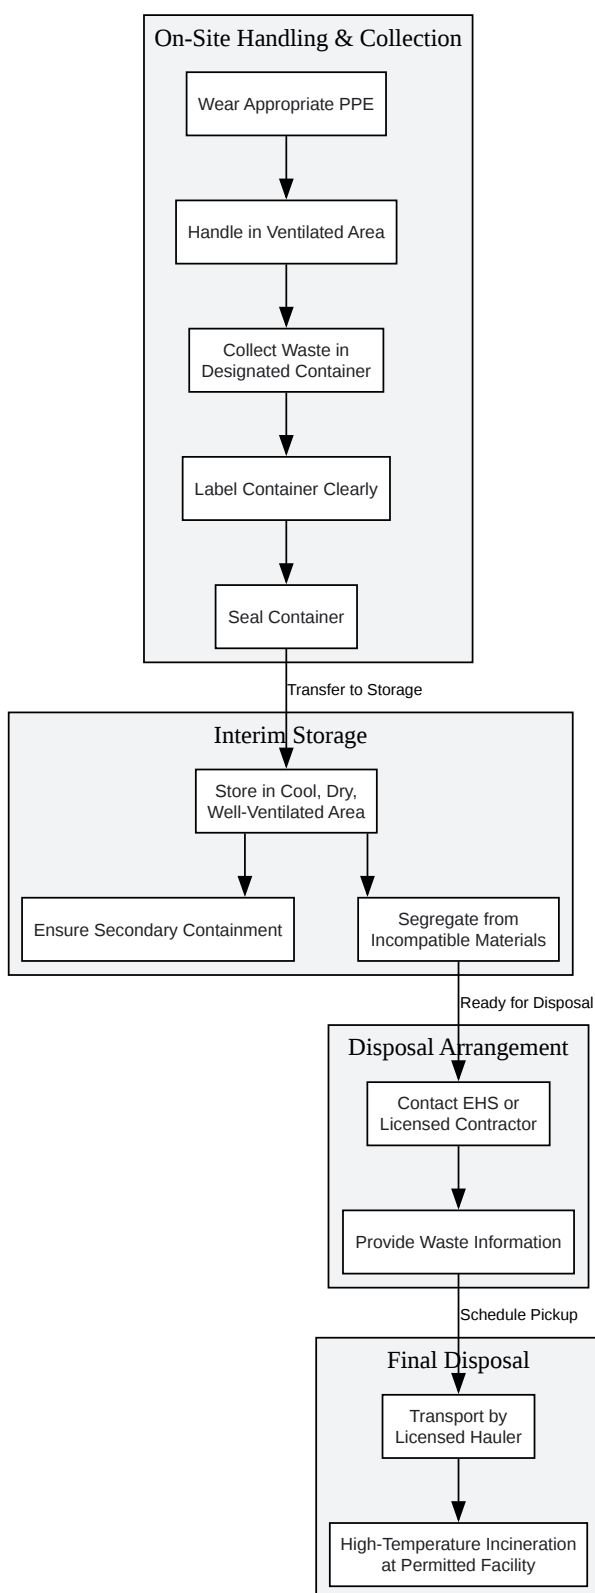 On-Site Handling & Collection
Wear Appropriate PPE
Handle in Ventilated Area
Collect Waste in
Designated Container
Label Container Clearly
Seal Container
Transfer to Storage
Interim Storage
Store in Cool, Dry,
Well-Ventilated Area
Ensure Secondary Containment
Segregate from
Incompatible Materials
Ready for Disposal
Disposal Arrangement
Contact EHS or
Licensed Contractor
Provide Waste Information
Schedule Pickup
Final Disposal
Transport by
Licensed Hauler
High-Temperature Incineration
at Permitted Facility